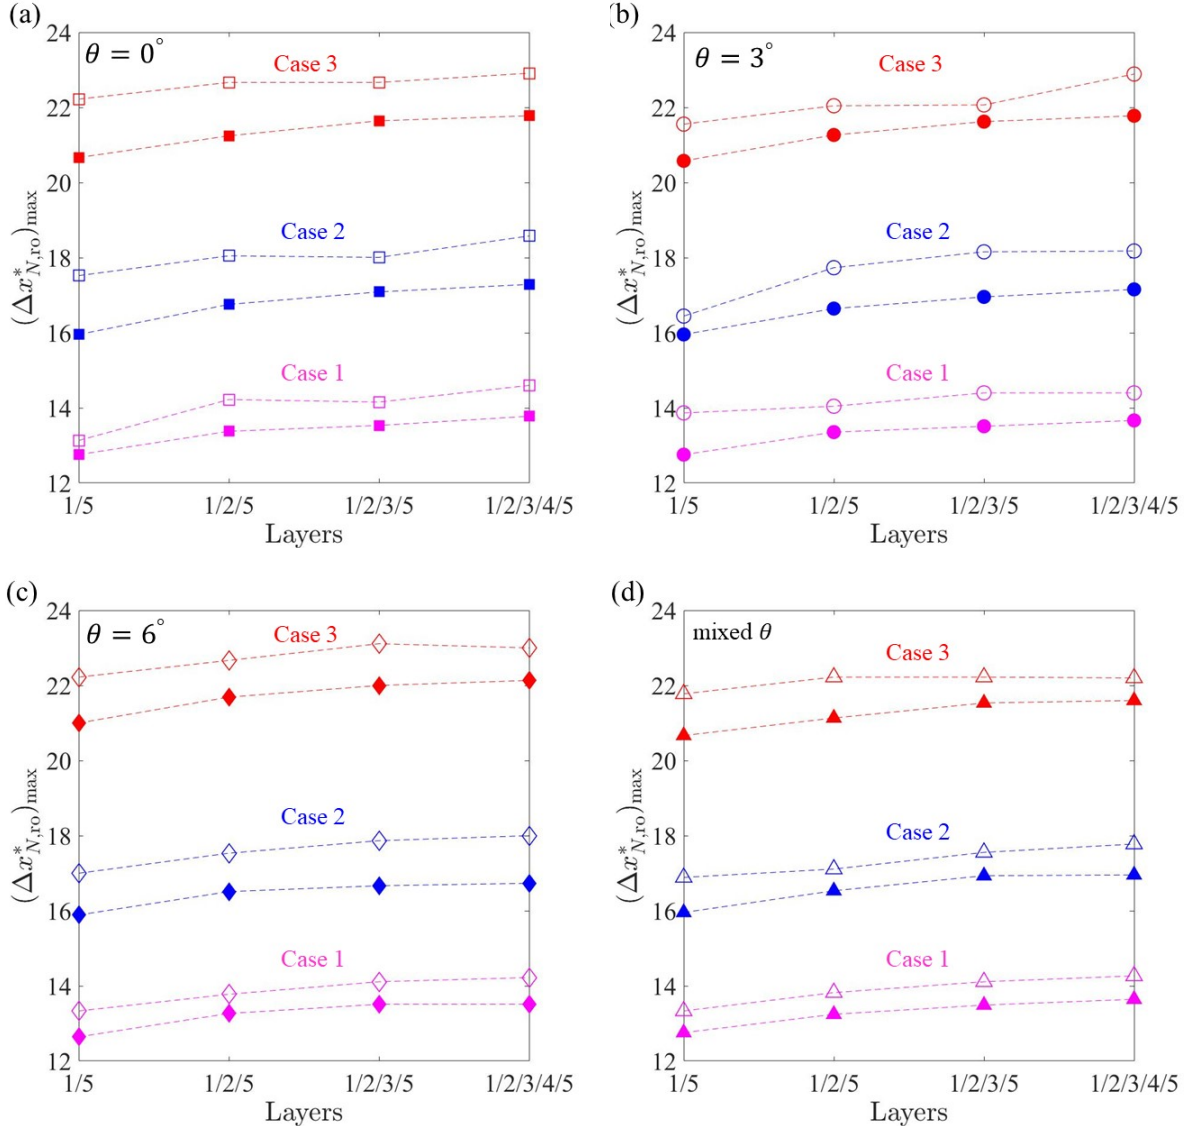 (a)
24
22
20
18
16
14
12
θ = 0°
Case 3
Case 2
Case 1
(Δx*N,ro)max
1/5
1/2/5
1/2/3/5
1/2/3/4/5
Layers
(b)
24
22
20
18
16
14
12
θ = 3°
Case 3
Case 2
Case 1
(Δx*N,ro)max
1/5
1/2/5
1/2/3/5
1/2/3/4/5
Layers
(c)
24
22
20
18
16
14
12
θ = 6°
Case 3
Case 2
Case 1
(Δx*N,ro)max
1/5
1/2/5
1/2/3/5
1/2/3/4/5
Layers
(d)
24
22
20
18
16
14
12
mixed θ
Case 3
Case 2
Case 1
(Δx*N,ro)max
1/5
1/2/5
1/2/3/5
1/2/3/4/5
Layers